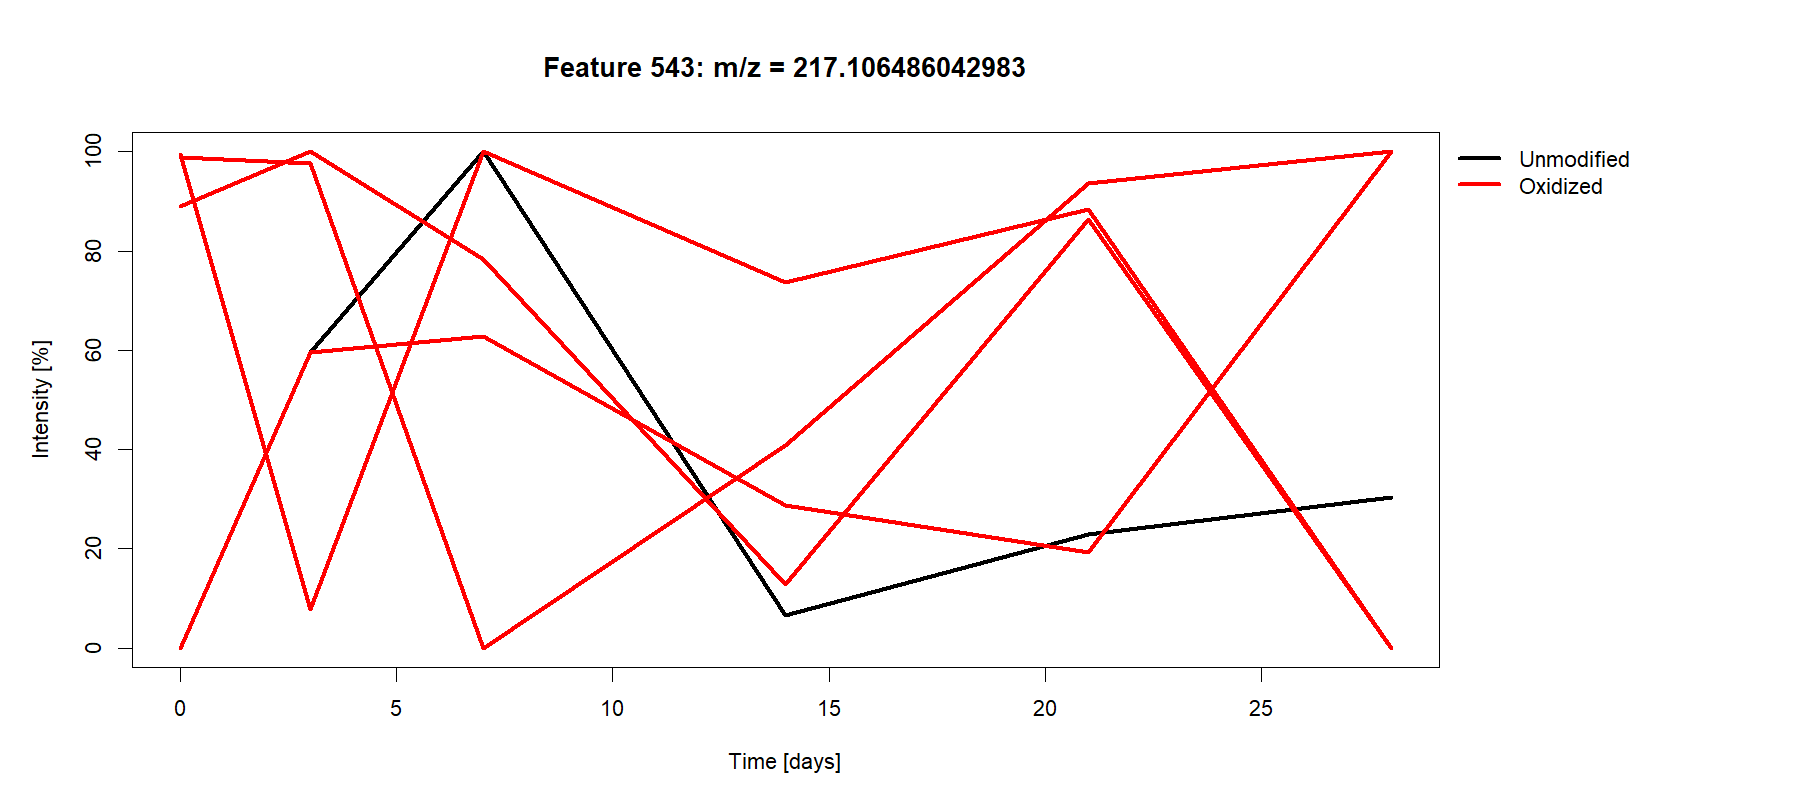 Feature 543: m/z = 217.106486042983
Unmodified
Oxidized
100
80
60
40
20
0
Intensity [%]
0 5 10 15 20 25
Time [days]